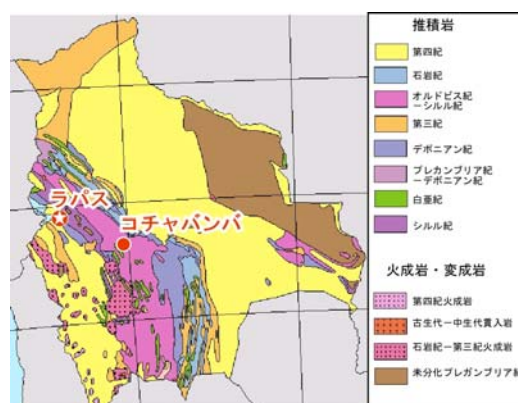 推積岩
第四紀
石岩紀
オルドビス紀
ーシルル紀
第三紀
デボニアン紀
プレカンブリア紀
ーデボニアン紀
白亜紀
シルル紀
火成岩・変成岩
第四紀火成岩
古生代ー中生代貫入岩
石岩紀ー第三紀火成岩
未分化プレガンブリア紀
ラパス
コチャバンバ